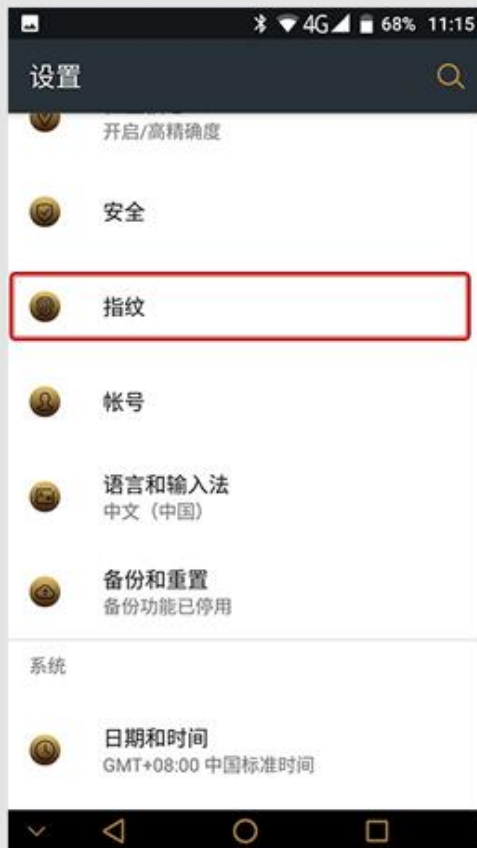 4G 68% 11:15
设置
开启/高精确度
安全
指纹
帐号
语言和输入法
中文（中国）
备份和重置
备份功能已停用
系统
日期和时间
GMT+08:00 中国标准时间